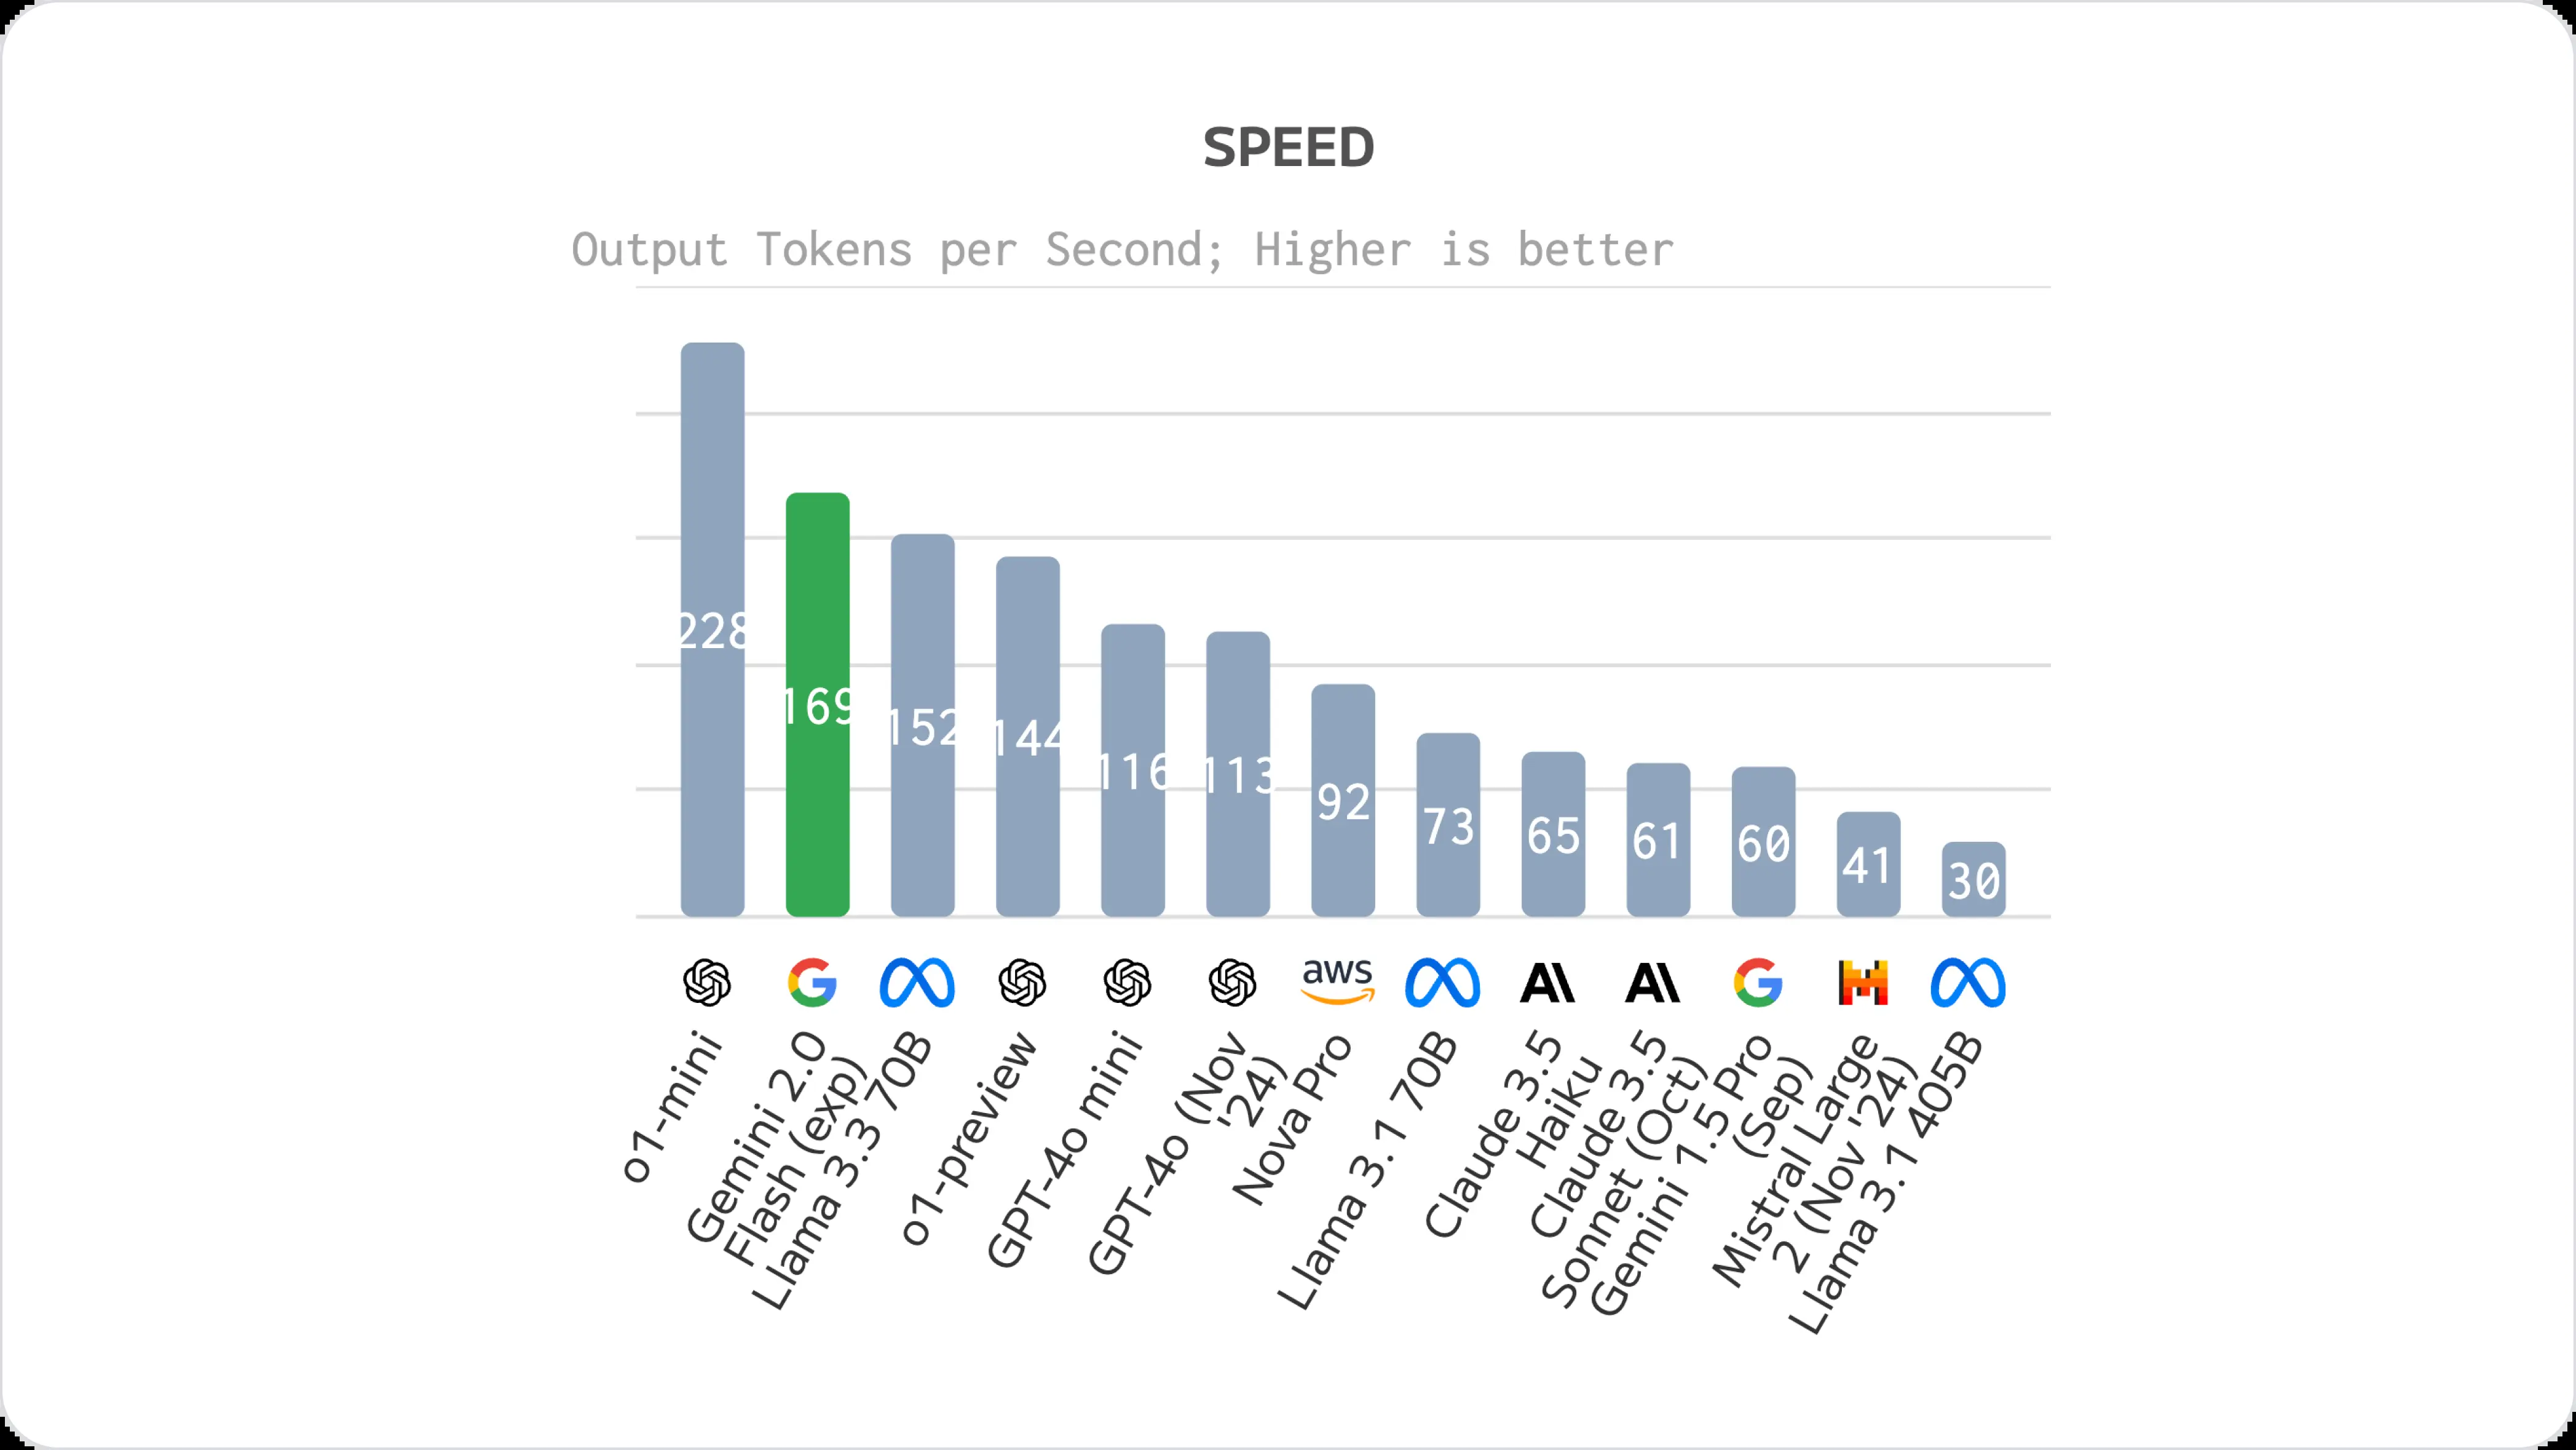 SPEED
Output Tokens per Second; Higher is better
228
169
152
144
116
113
92
73
65
61
60
41
30
aws
o1-mini
Gemini 2.0
Flash (exp)
Llama 3.3 70B
o1-preview
GPT-4o mini
GPT-4o (Nov
'24)
Nova Pro
Llama 3.1 70B
Claude 3.5
Haiku
Claude 3.5
Sonnet (Oct)
Gemini 1.5 Pro
(Sep)
Mistral Large
2 (Nov '24)
Llama 3.1 405B